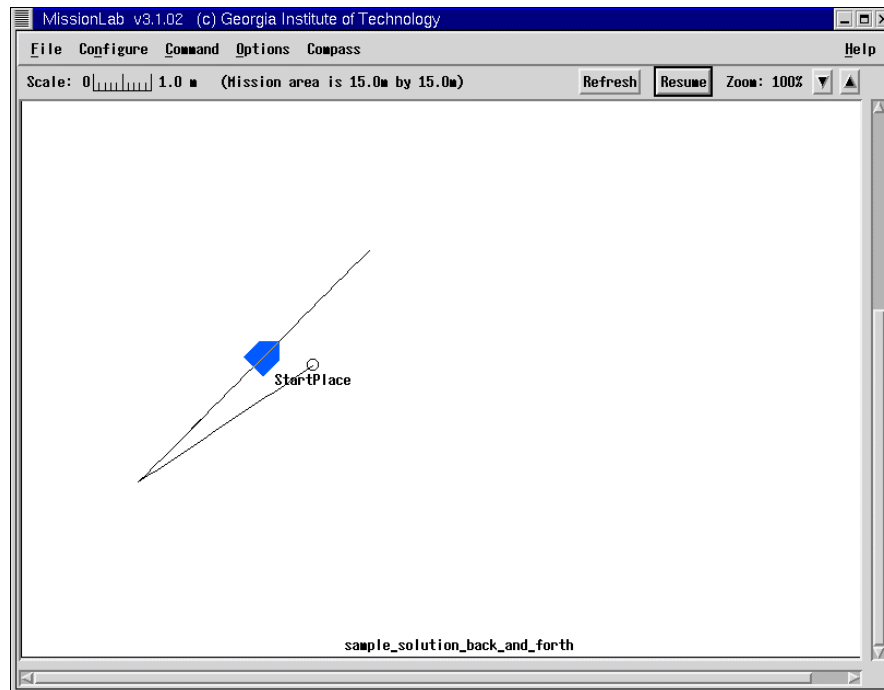 MissionLab v3.1.02 (c) Georgia Institute of Technology
File Configure Command Options Compass Help
Scale: 0 1.0 m (Mission area is 15.0m by 15.0m) Refresh Resume Zoom: 100%
StartPlace
sample_solution_back_and_forth